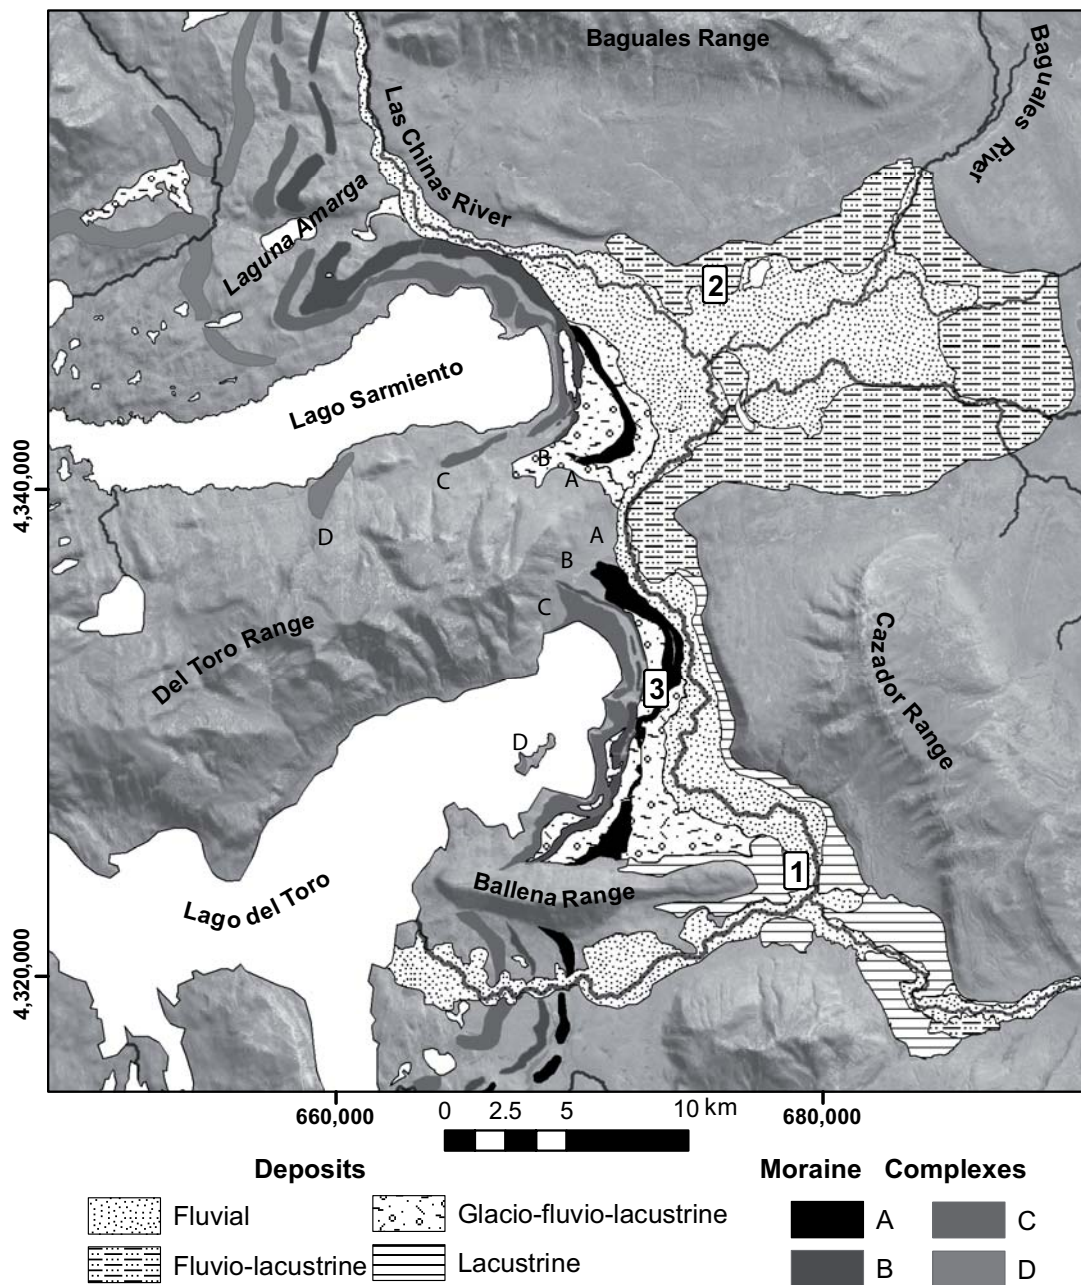 Baguales Range
Baguales River
Las Chinas River
Laguna Amarga
2
Lago Sarmiento
4,340,000
B
C
A
D
A
B
C
Del Toro Range
Cazador Range
3
D
1
Ballena Range
Lago del Toro
4,320,000
660,000
0 2.5 5 10 km
680,000
Deposits
Moraine Complexes
Fluvial
Glacio-fluvio-lacustrine
A
C
Fluvio-lacustrine
Lacustrine
B
D